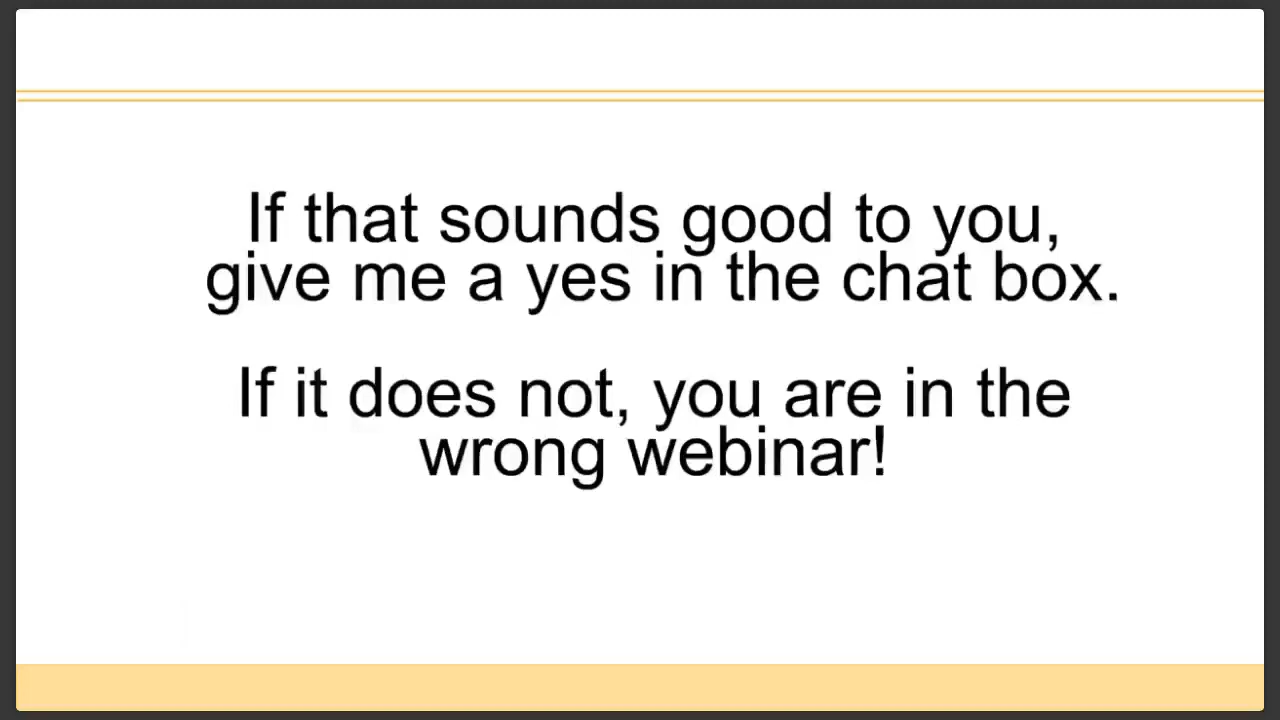 If that sounds good to you,
give me a yes in the chat box.
If it does not, you are in the
wrong webinar!